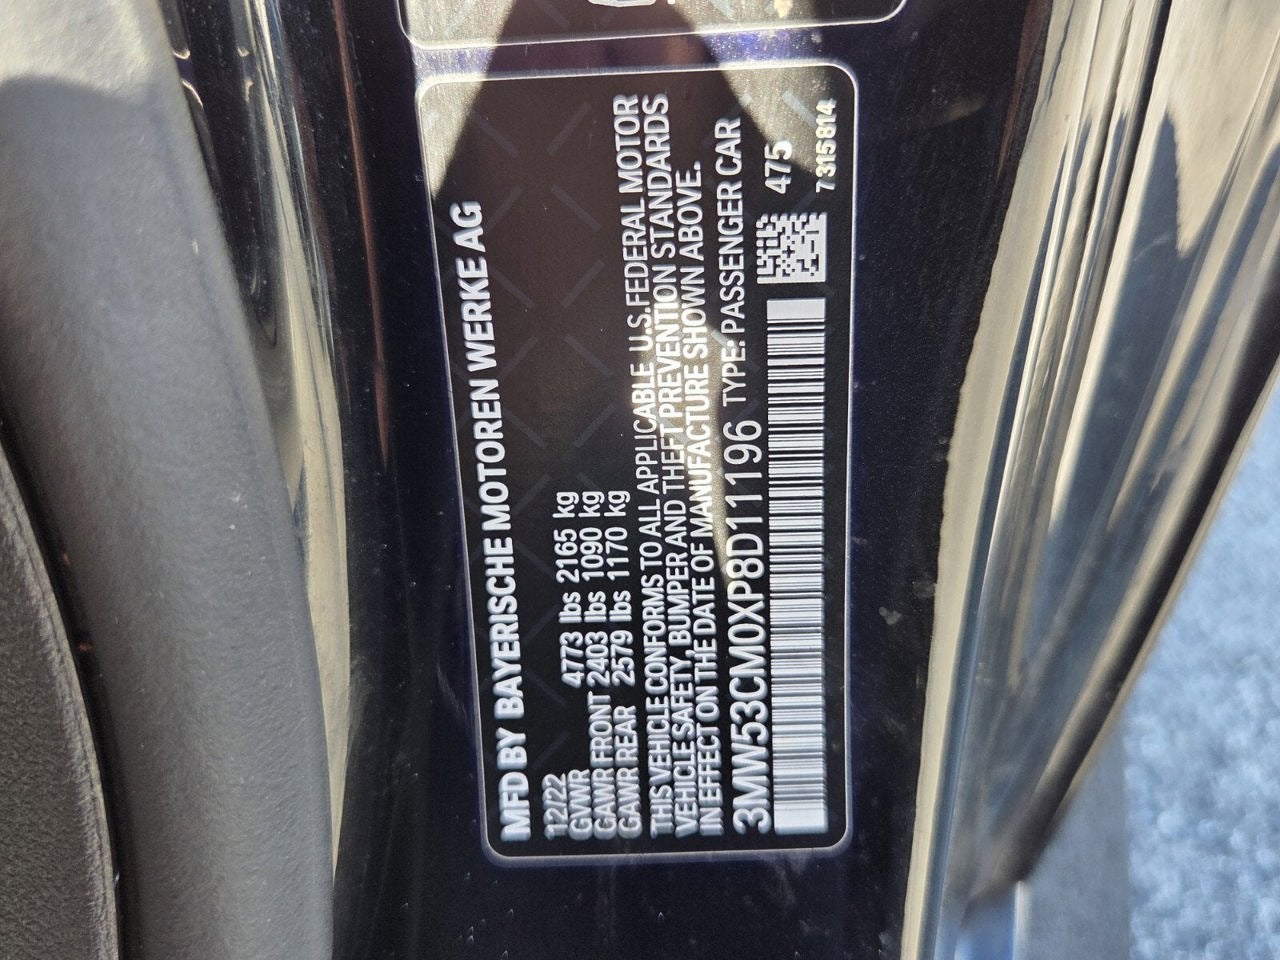 MFD BY BAYERISCHE MOTOREN WERKE AG
12/22
GVWR 4773 lbs 2165 kg
GAWR FRONT 2403 lbs 1090 kg
GAWR REAR 2579 lbs 1170 kg
THIS VEHICLE CONFORMS TO ALL APPLICABLE U.S. FEDERAL MOTOR
VEHICLE SAFETY, BUMPER AND THEFT PREVENTION STANDARDS
IN EFFECT ON THE DATE OF MANUFACTURE SHOWN ABOVE.
3MW53CM0XP8D11196 TYPE: PASSENGER CAR
475
7315814